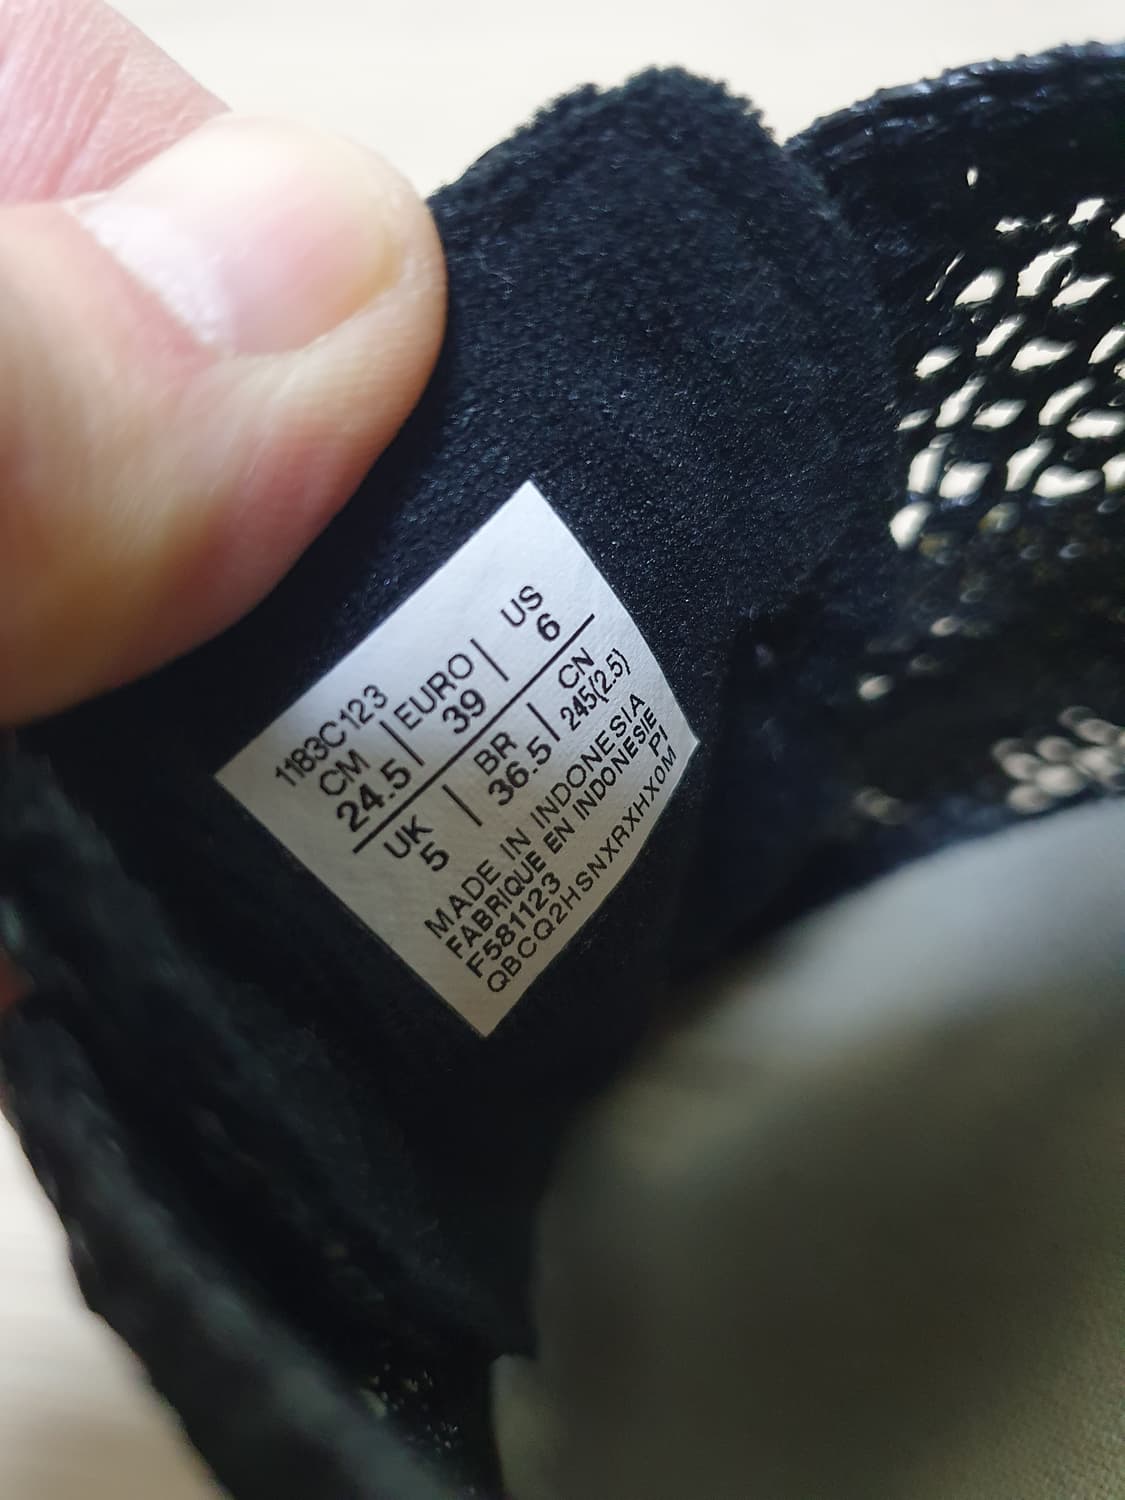 1183C123
CM | EURO | US
24.5 | 39 | 6
UK | BR | CN
5 | 36.5 | 245(2.5)
MADE IN INDONESIA
FABRIQUE EN INDONESIE
F581123 PI
QBCQ2HSNXRXHX0M